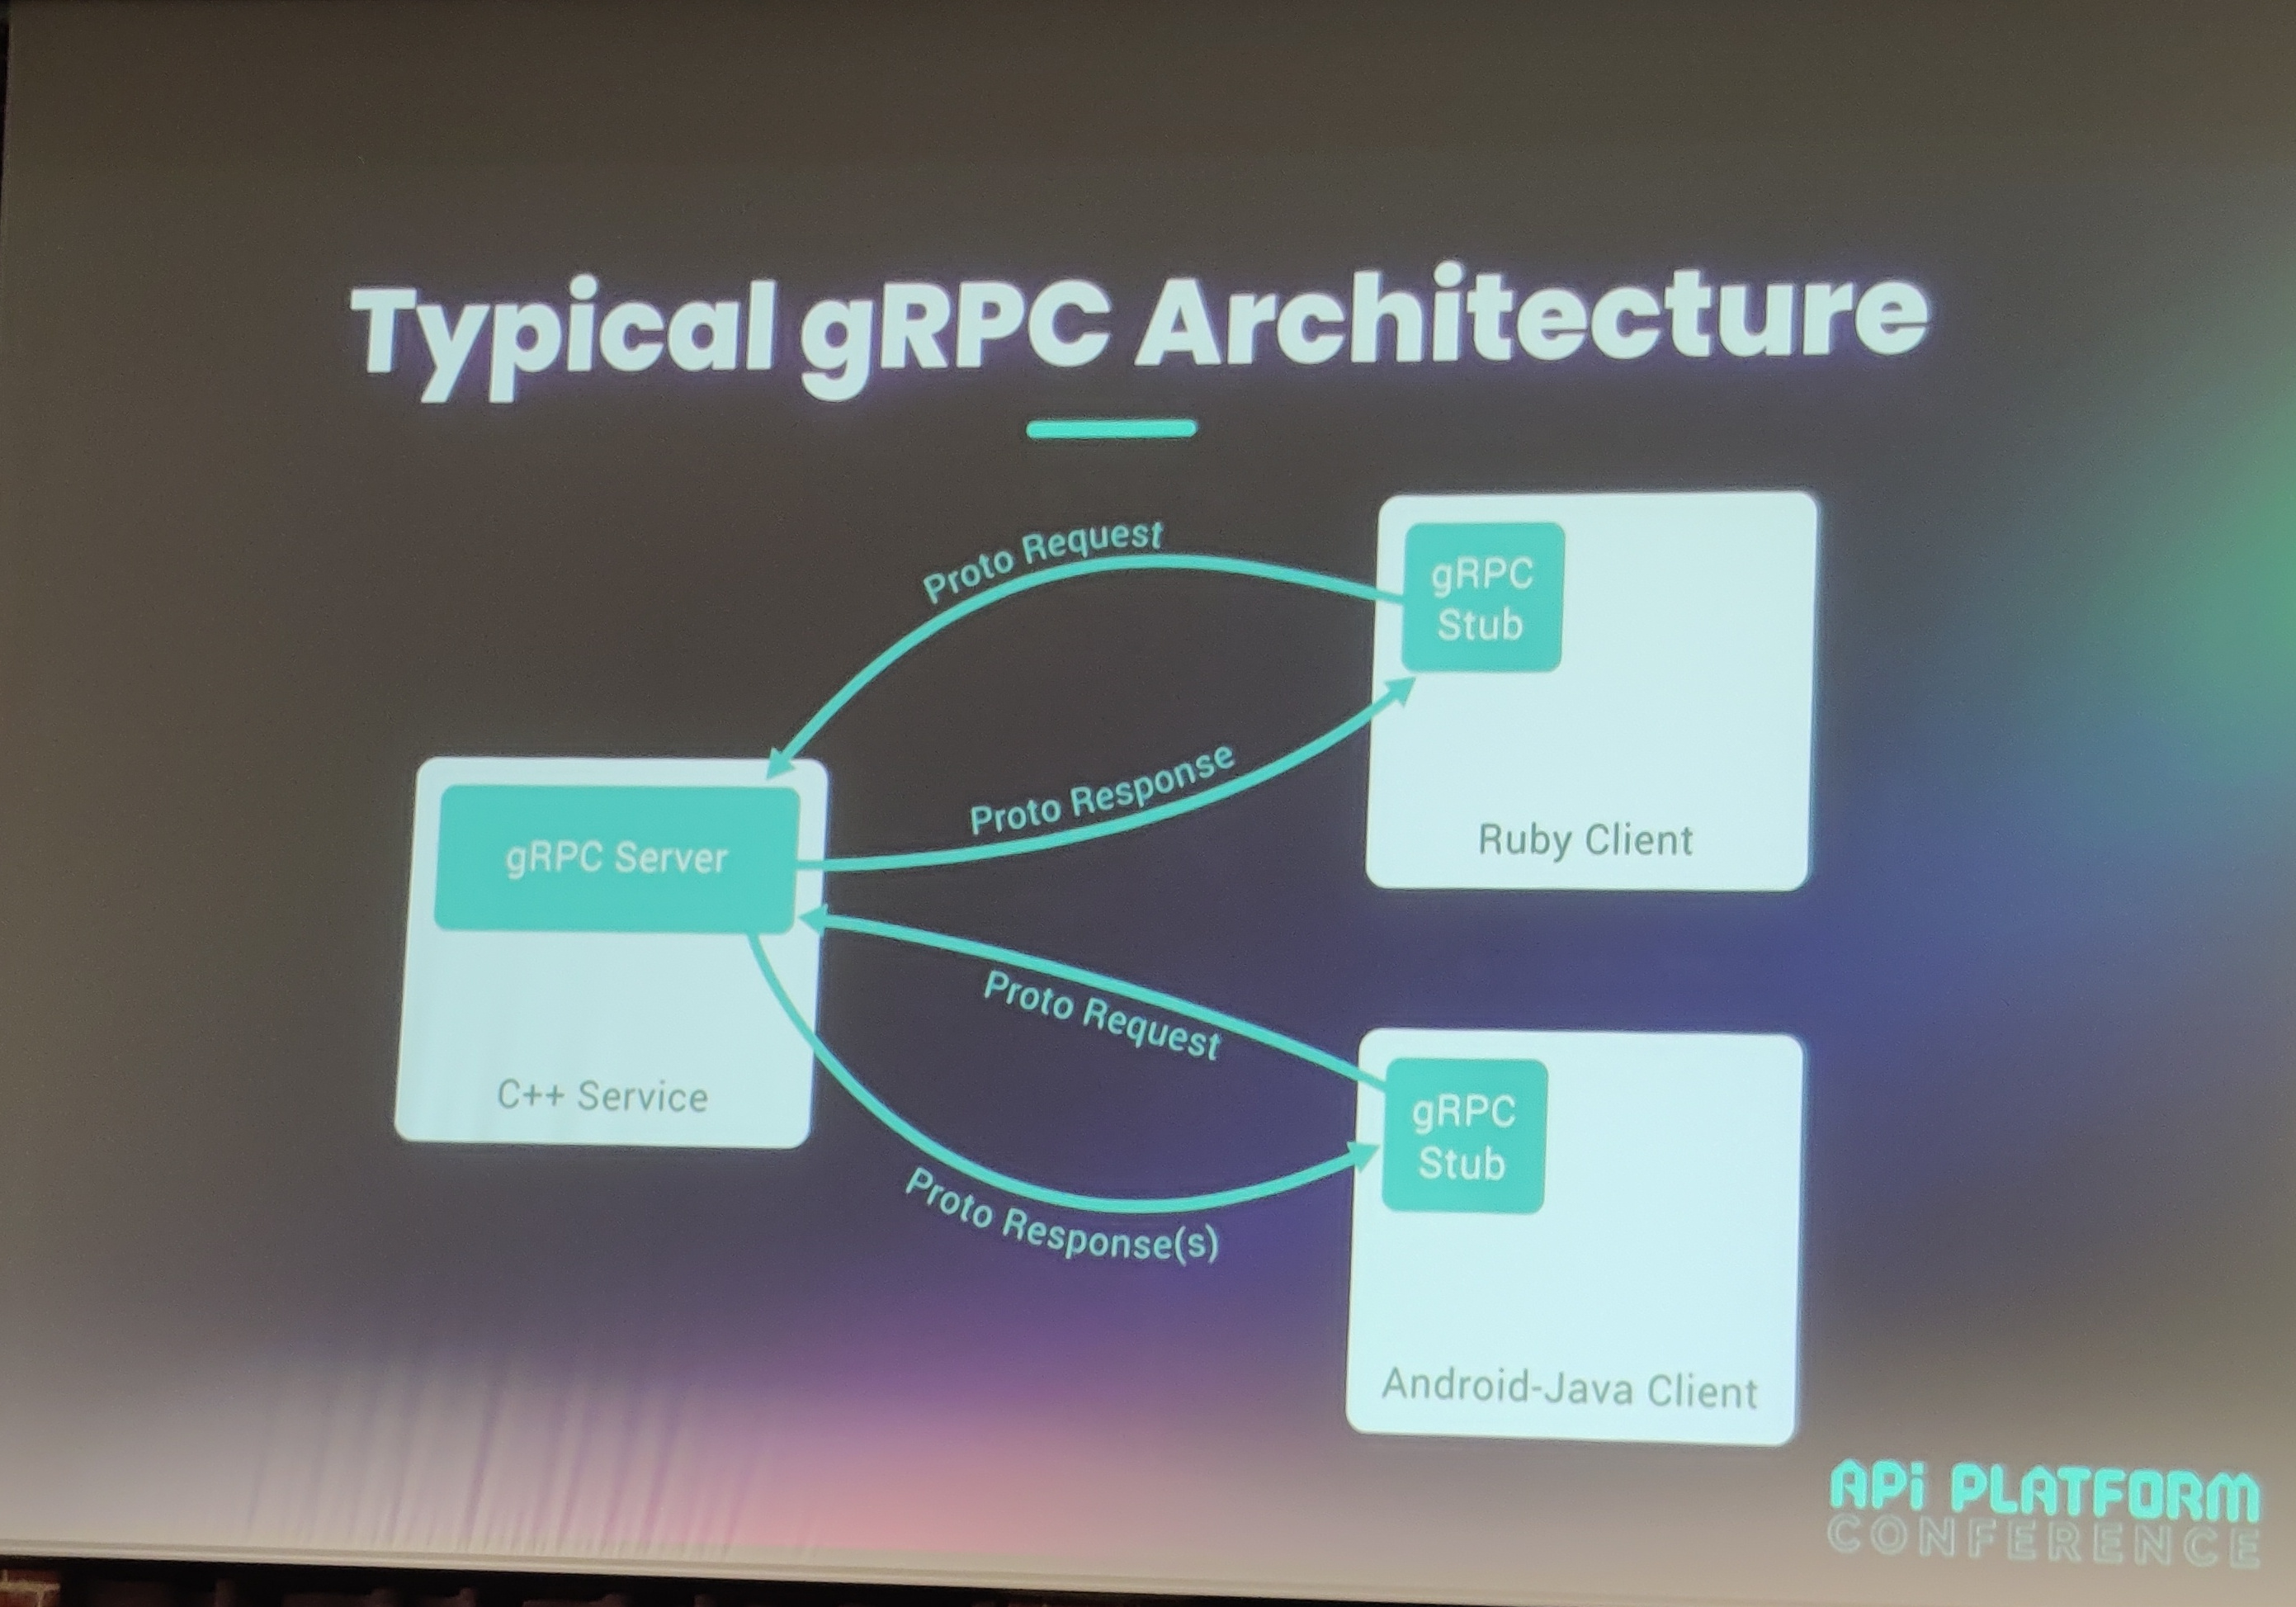 Typical gRPC Architecture
Proto Request
gRPC
Stub
Proto Response
Ruby Client
gRPC Server
C++ Service
Proto Request
gRPC
Stub
Proto Response(s)
Android-Java Client
APi PLATFORM
CONFERENCE